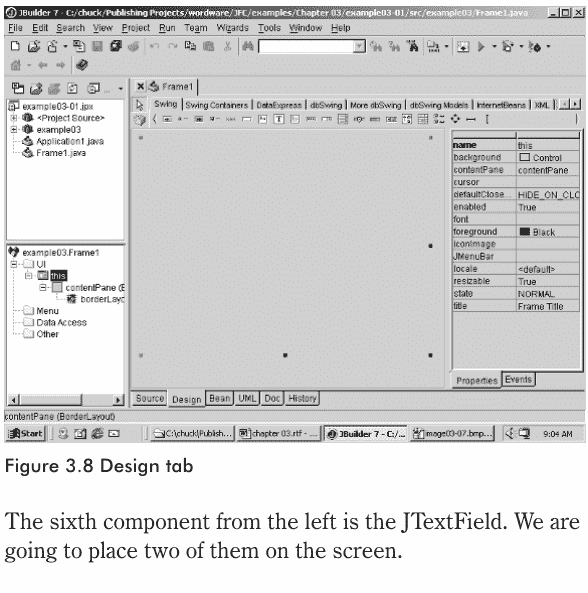 JBuilder 7 - C:/chuck/Publishing Projects/wordware/JFC/examples/Chapter 03/example03-01/src/example03/Frame1.java
File Edit Search View Project Run Team Wizards Tools Window Help
Frame1
Swing Swing Containers DataExpress dbSwing More dbSwing dbSwing Models InternetBeans XML
example03-01.jpx
<Project Source>
example03
Application1.java
Frame1.java
name this
background Control
contentPane contentPane
cursor
defaultClose... HIDE_ON_CLO
enabled True
font
foreground Black
iconImage
JMenuBar
locale <default>
resizable True
state NORMAL
title Frame Title
example03.Frame1
UI
this
contentPane (B
borderLayc
Menu
Data Access
Other
Properties Events
Source Design Bean UML Doc History
contentPane (BorderLayout)
Start C:\chuck\Publish... chapter 03.rtf - ... JBuilder 7 - C:/... image03-07.bmp... 9:04 AM
Figure 3.8 Design tab
The sixth component from the left is the JTextField. We are
going to place two of them on the screen.